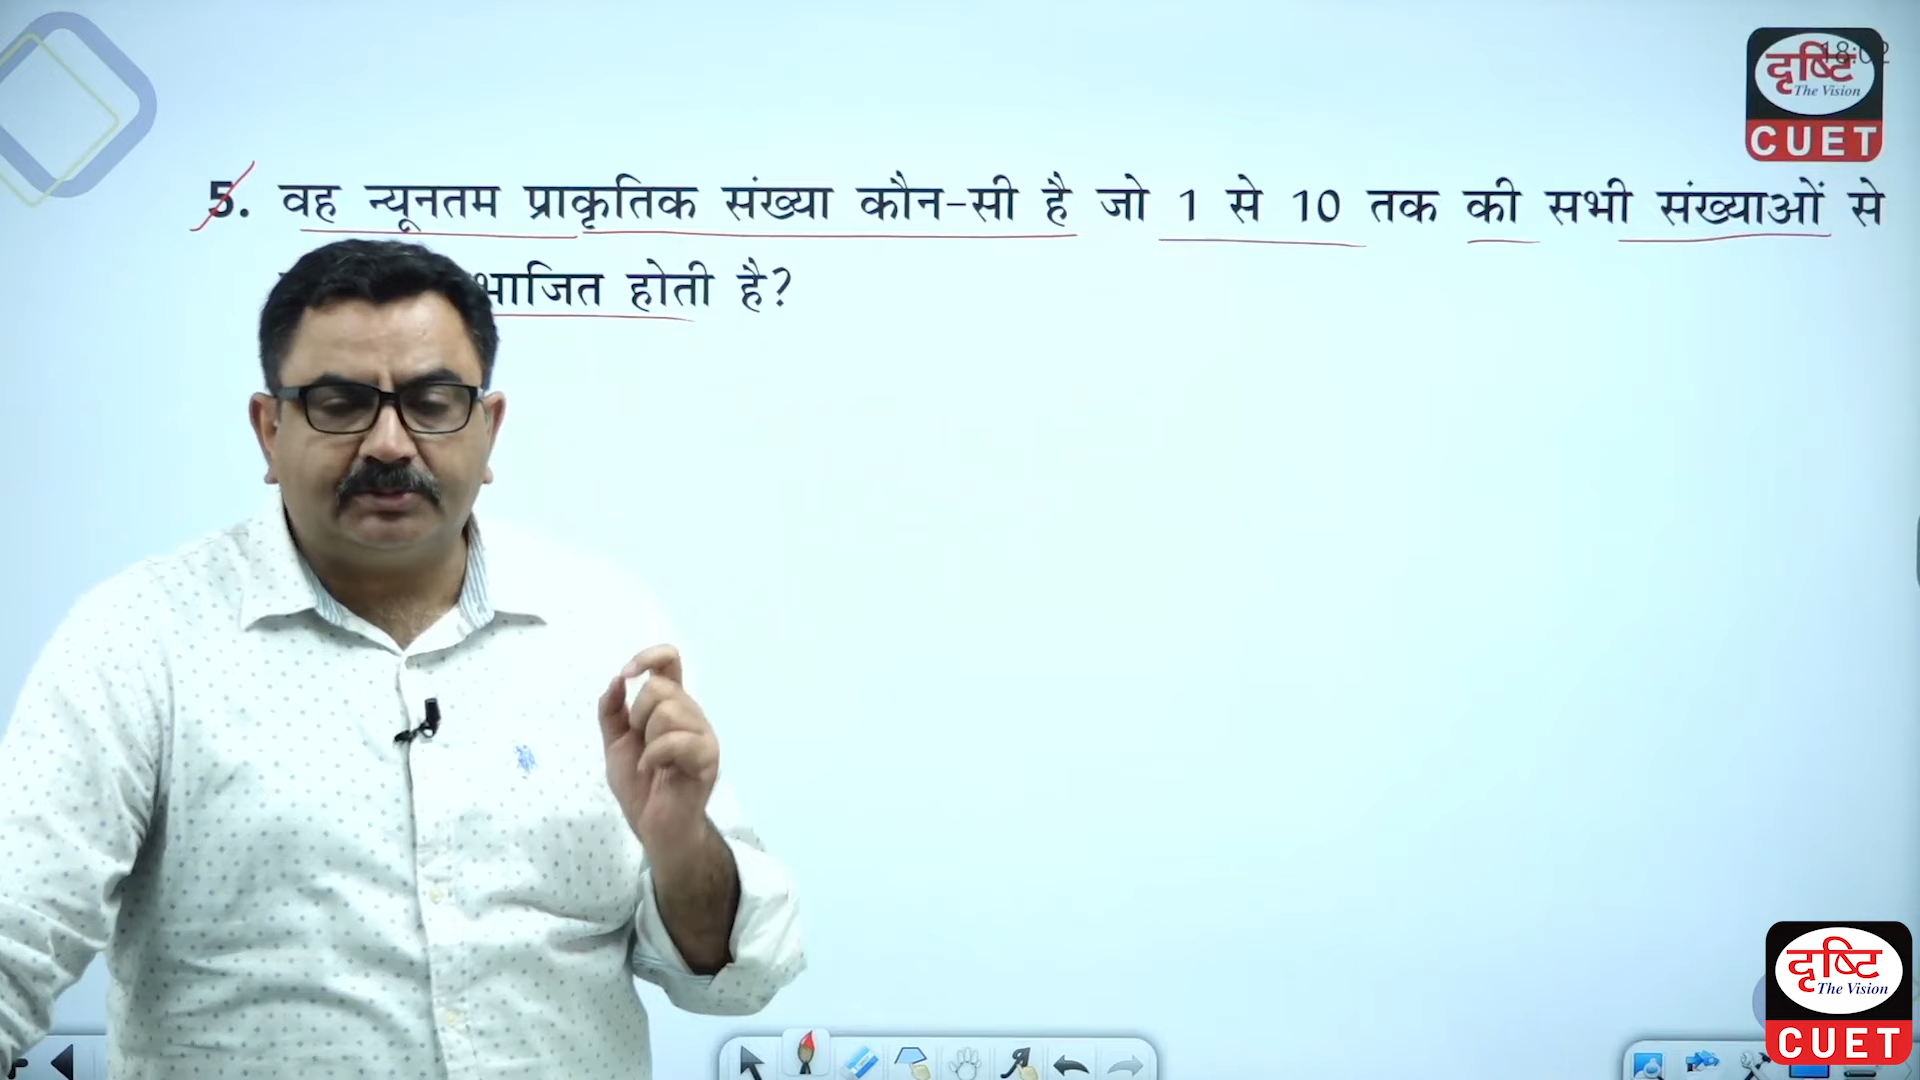 दृष्टि
The Vision
CUET
5. वह न्यूनतम प्राकृतिक संख्या कौन-सी है जो 1 से 10 तक की सभी संख्याओं से
होती है?
दृष्टि
The Vision
CUET